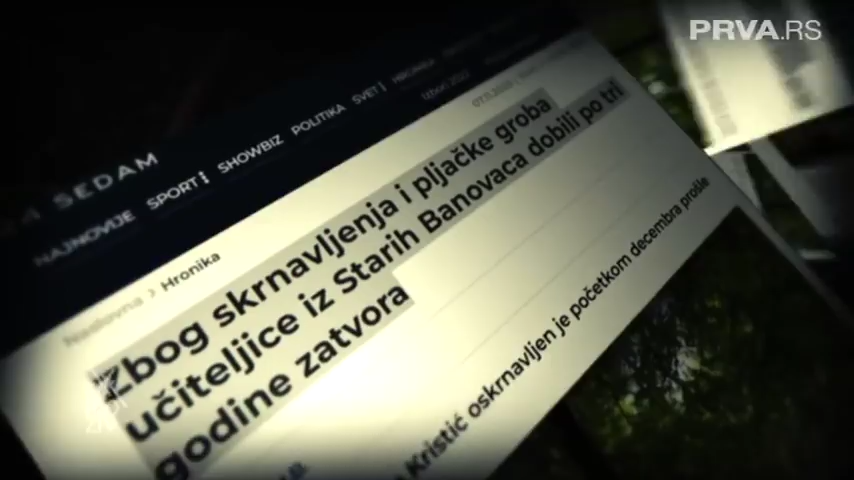 PRVA.RS
SEDAM
NAJNOVIJE SPORT SHOWBIZ POLITIKA SVET HRONIKA
Naslovna > Hronika
Zbog skrnavljenja i pljačke groba
učiteljice iz Starih Banovaca dobili po tri
godine zatvora
Kristić oskrnavljen je početkom decembra prošle